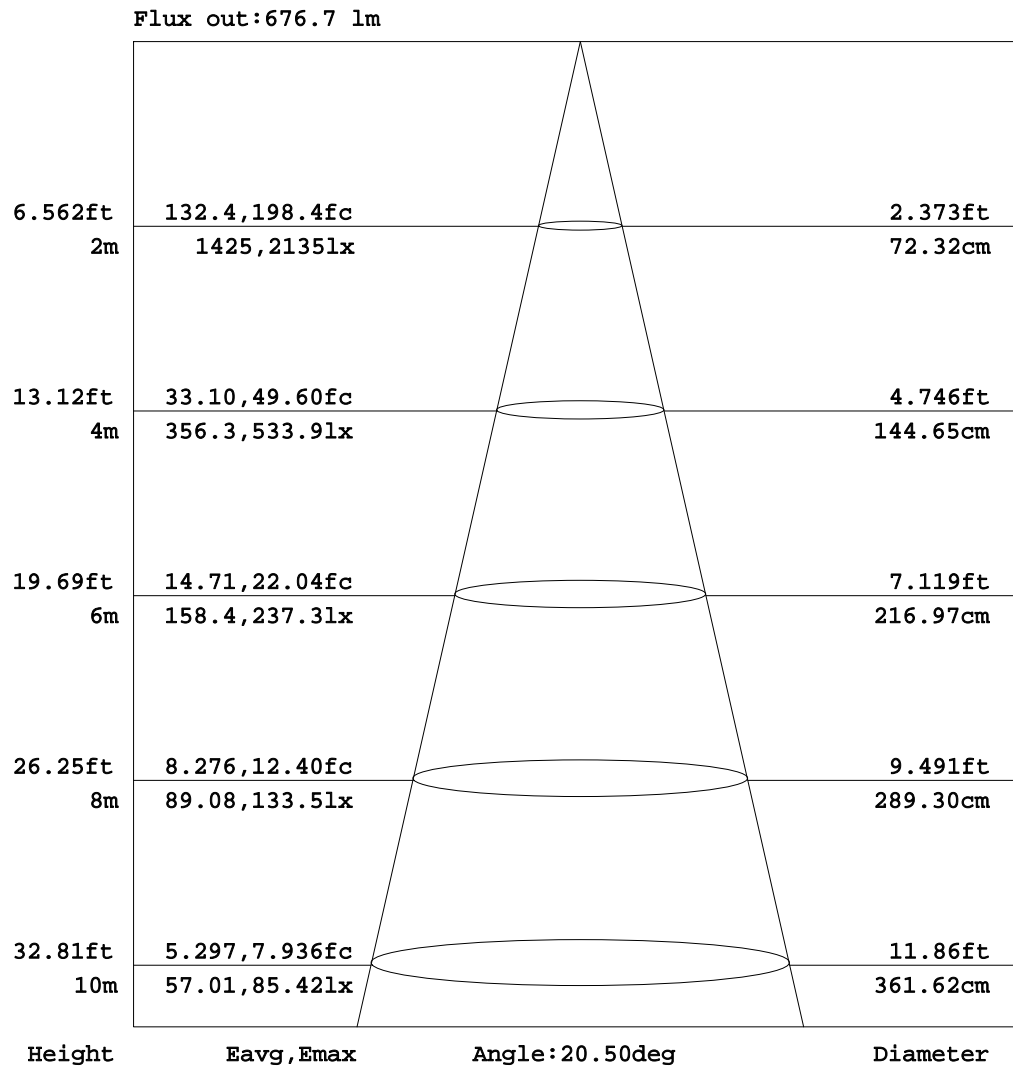 Flux out:676.7 lm
6.562ft 132.4,198.4fc 2.373ft
2m 1425,2135lx 72.32cm
13.12ft 33.10,49.60fc 4.746ft
4m 356.3,533.9lx 144.65cm
19.69ft 14.71,22.04fc 7.119ft
6m 158.4,237.3lx 216.97cm
26.25ft 8.276,12.40fc 9.491ft
8m 89.08,133.5lx 289.30cm
32.81ft 5.297,7.936fc 11.86ft
10m 57.01,85.42lx 361.62cm
Height Eavg,Emax Angle:20.50deg Diameter